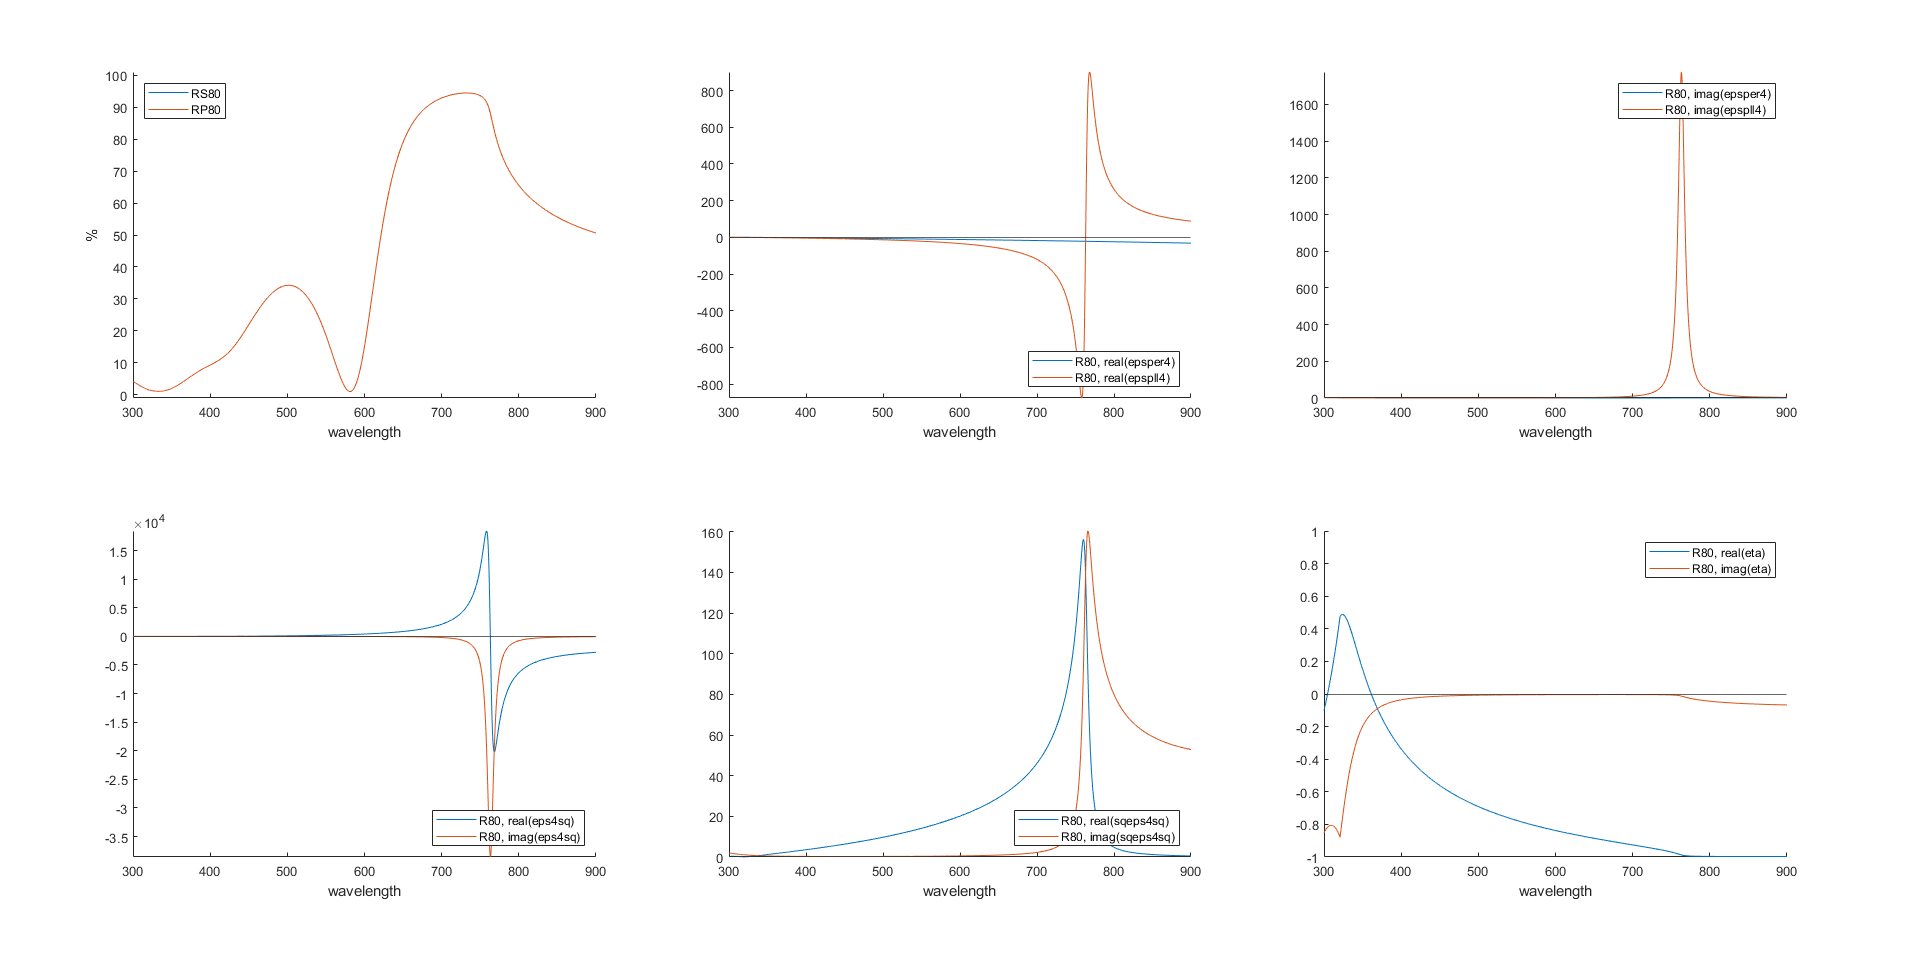 RS80
RP80
100
90
80
70
60
50
40
30
20
10
0
%
300 400 500 600 700 800 900
wavelength
800
600
400
200
0
-200
-400
-600
-800
R80, real(epsper4)
R80, real(epspll4)
300 400 500 600 700 800 900
wavelength
R80, imag(epsper4)
R80, imag(epspll4)
1600
1400
1200
1000
800
600
400
200
0
300 400 500 600 700 800 900
wavelength
×10⁴
1.5
1
0.5
0
-0.5
-1
-1.5
-2
-2.5
-3
-3.5
R80, real(eps4sq)
R80, imag(eps4sq)
300 400 500 600 700 800 900
wavelength
160
140
120
100
80
60
40
20
0
R80, real(sqeps4sq)
R80, imag(sqeps4sq)
300 400 500 600 700 800 900
wavelength
R80, real(eta)
R80, imag(eta)
1
0.8
0.6
0.4
0.2
0
-0.2
-0.4
-0.6
-0.8
-1
300 400 500 600 700 800 900
wavelength